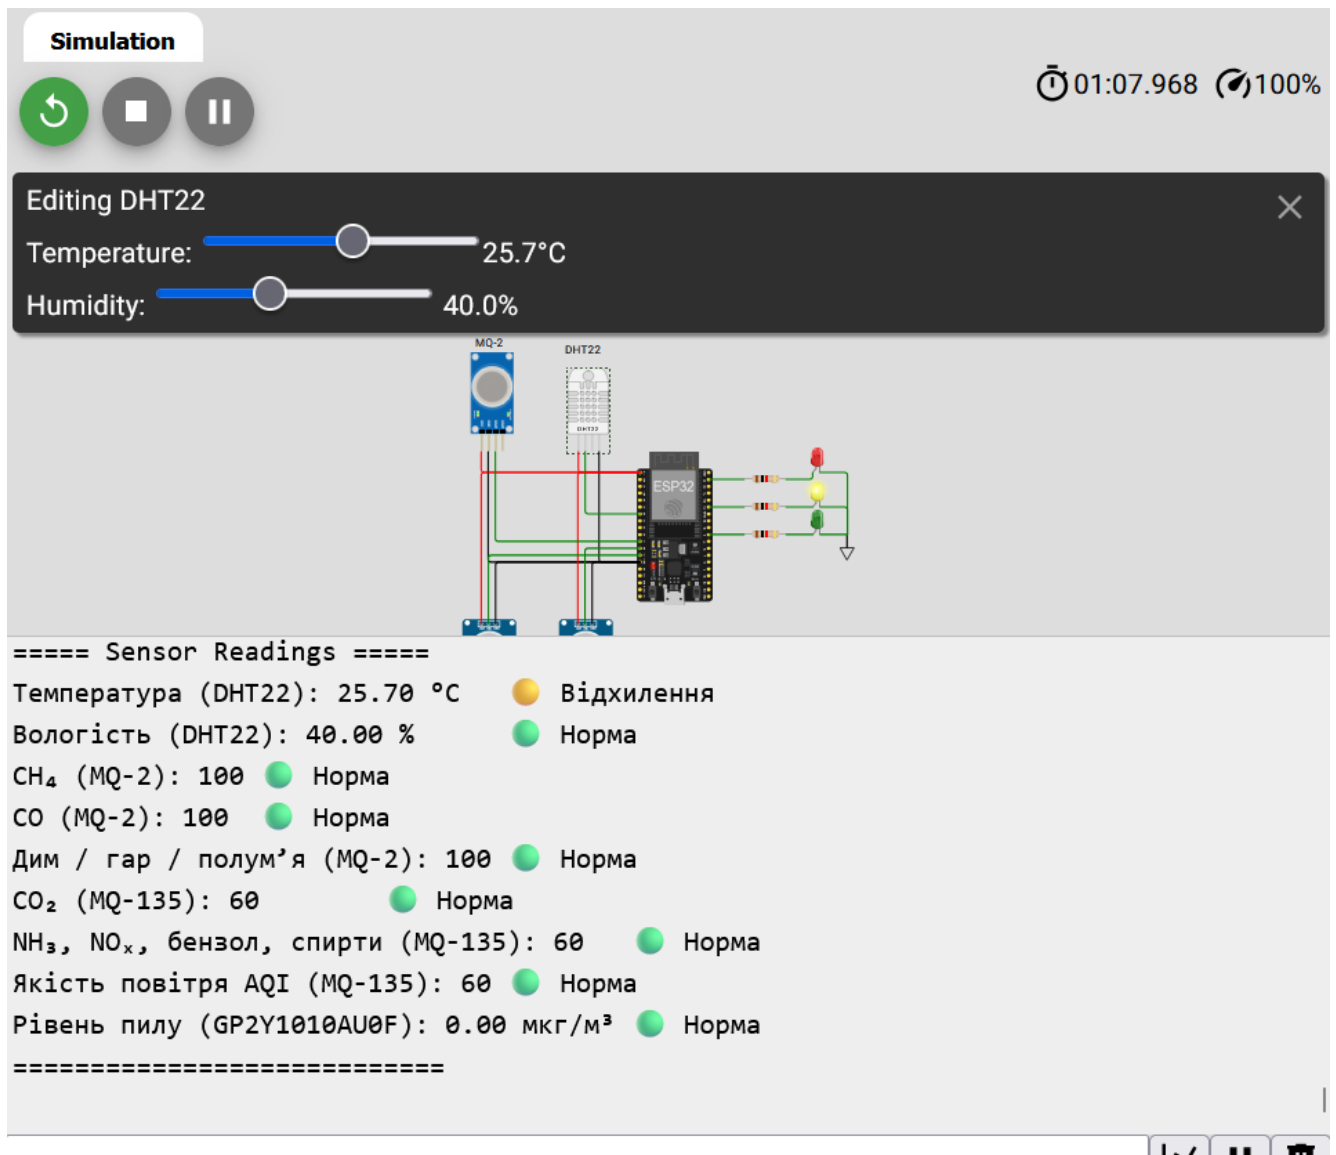 Simulation
01:07.968 100%
Editing DHT22
Temperature: 25.7°C
Humidity: 40.0%
MQ-2
DHT22
DHT22
ESP32
===== Sensor Readings =====
Температура (DHT22): 25.70 °C 🟠 Відхилення
Вологість (DHT22): 40.00 % 🟢 Норма
CH₄ (MQ-2): 100 🟢 Норма
CO (MQ-2): 100 🟢 Норма
Дим / гар / полум’я (MQ-2): 100 🟢 Норма
CO₂ (MQ-135): 60 🟢 Норма
NH₃, NOₓ, бензол, спирти (MQ-135): 60 🟢 Норма
Якість повітря AQI (MQ-135): 60 🟢 Норма
Рівень пилу (GP2Y1010AU0F): 0.00 мкг/м³ 🟢 Норма
============================